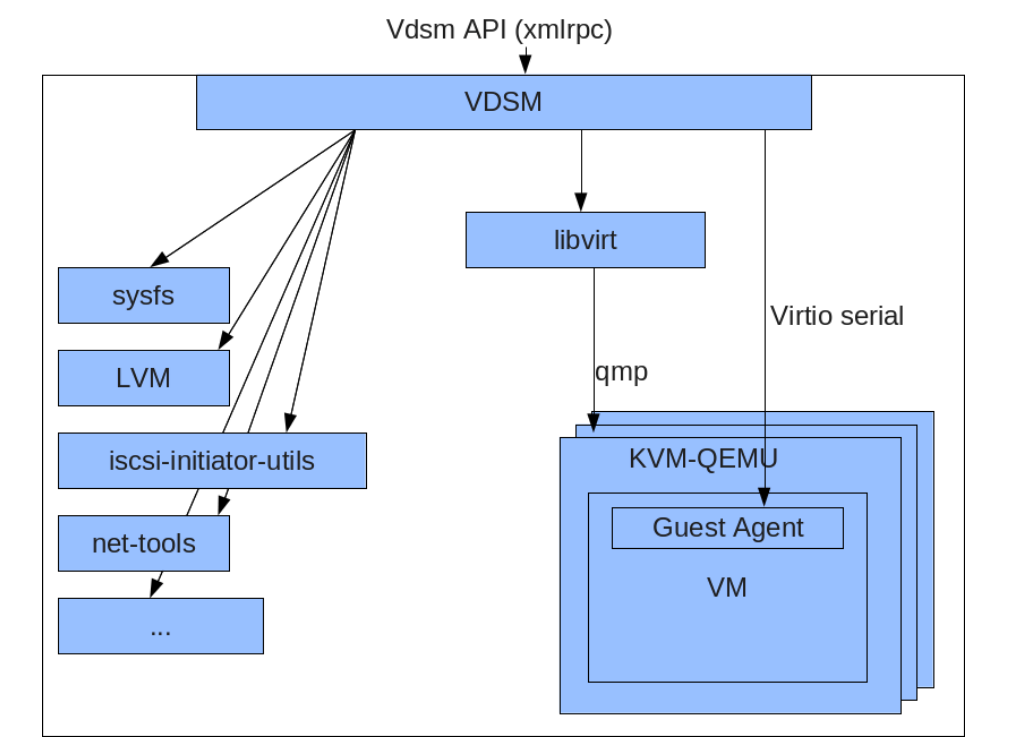 Vdsm API (xmlrpc)
VDSM
libvirt
sysfs
Virtio serial
LVM
qmp
iscsi-initiator-utils
KVM-QEMU
net-tools
Guest Agent
VM
...